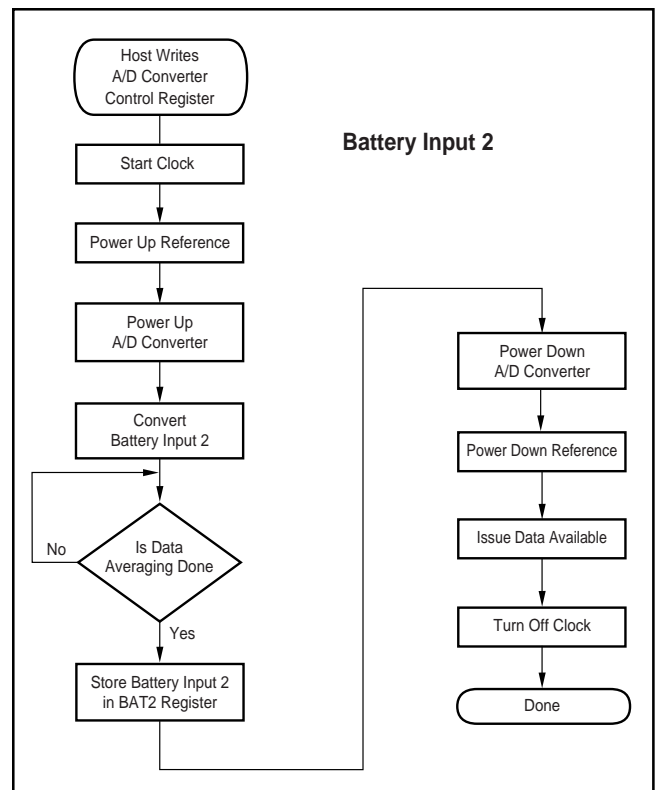 Host Writes
A/D Converter
Control Register
Battery Input 2
Start Clock
Power Up Reference
Power Up
A/D Converter
Convert
Battery Input 2
No
Is Data
Averaging Done
Yes
Store Battery Input 2
in BAT2 Register
Power Down
A/D Converter
Power Down Reference
Issue Data Available
Turn Off Clock
Done